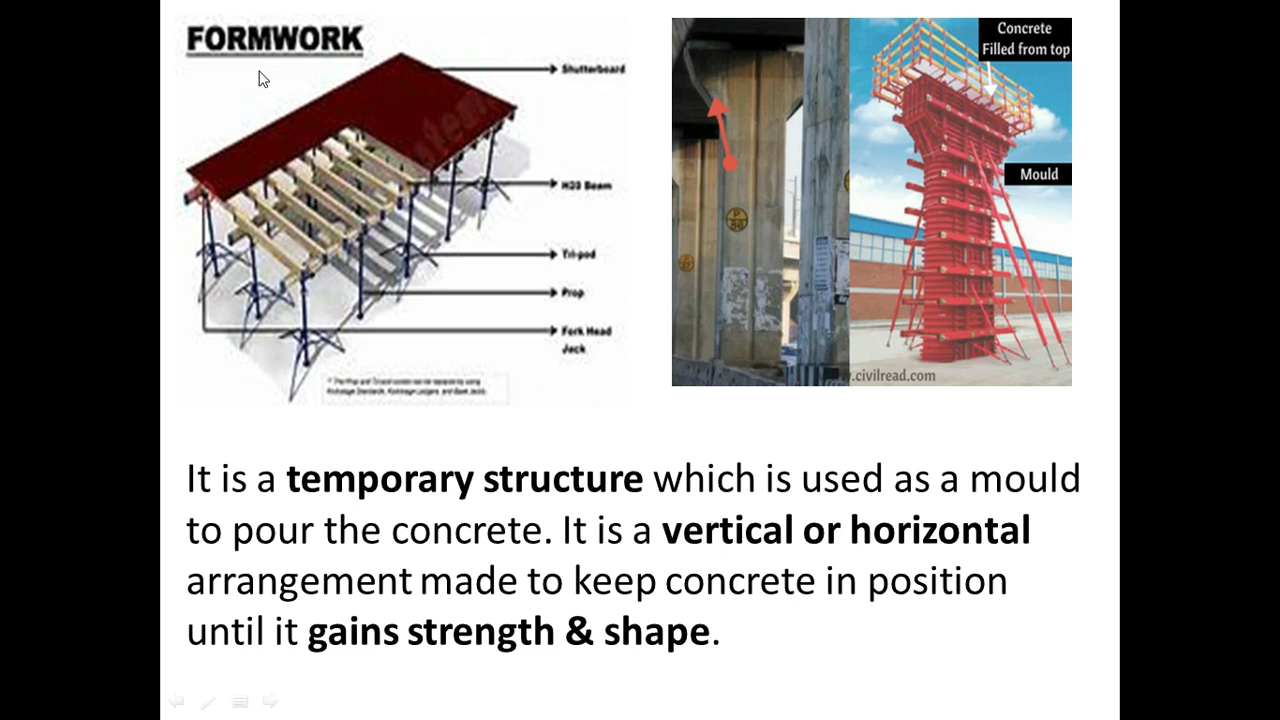 FORMWORK
Shutterboard
H20 Beam
Tri-pod
Prop
Fork Head
Jack
Concrete
Filled from top
Mould
P
58
.civilread.com
It is a temporary structure which is used as a mould
to pour the concrete. It is a vertical or horizontal
arrangement made to keep concrete in position
until it gains strength & shape.